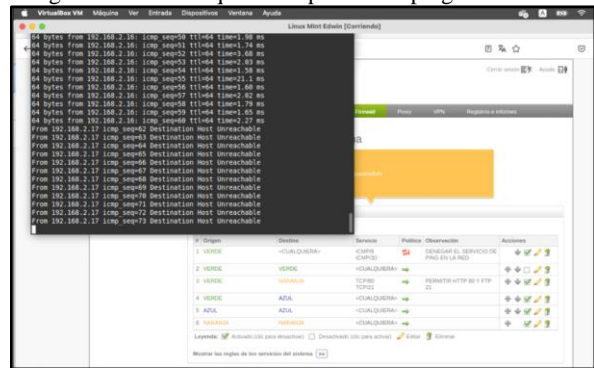 VirtualBox VM Máquina Ver Entrada Dispositivos Ventana Ayuda
Linux Mint Edwin [Corriendo]
64 bytes from 192.168.2.16: icmp_seq=50 ttl=64 time=1.98 ms
64 bytes from 192.168.2.16: icmp_seq=51 ttl=64 time=1.74 ms
64 bytes from 192.168.2.16: icmp_seq=52 ttl=64 time=3.68 ms
64 bytes from 192.168.2.16: icmp_seq=53 ttl=64 time=2.03 ms
64 bytes from 192.168.2.16: icmp_seq=54 ttl=64 time=1.58 ms
64 bytes from 192.168.2.16: icmp_seq=55 ttl=64 time=21.1 ms
64 bytes from 192.168.2.16: icmp_seq=56 ttl=64 time=1.60 ms
64 bytes from 192.168.2.16: icmp_seq=57 ttl=64 time=2.02 ms
64 bytes from 192.168.2.16: icmp_seq=58 ttl=64 time=1.79 ms
64 bytes from 192.168.2.16: icmp_seq=59 ttl=64 time=1.65 ms
64 bytes from 192.168.2.16: icmp_seq=60 ttl=64 time=2.27 ms
From 192.168.2.17 icmp_seq=62 Destination Host Unreachable
From 192.168.2.17 icmp_seq=63 Destination Host Unreachable
From 192.168.2.17 icmp_seq=64 Destination Host Unreachable
From 192.168.2.17 icmp_seq=65 Destination Host Unreachable
From 192.168.2.17 icmp_seq=66 Destination Host Unreachable
From 192.168.2.17 icmp_seq=67 Destination Host Unreachable
From 192.168.2.17 icmp_seq=68 Destination Host Unreachable
From 192.168.2.17 icmp_seq=69 Destination Host Unreachable
From 192.168.2.17 icmp_seq=70 Destination Host Unreachable
From 192.168.2.17 icmp_seq=71 Destination Host Unreachable
From 192.168.2.17 icmp_seq=72 Destination Host Unreachable
From 192.168.2.17 icmp_seq=73 Destination Host Unreachable
Cerrar sesión Ayuda
Firewall Proxy VPN Registros e Informes
# Origen Destino Servicio Política Observación Acciones
1 VERDE <CUALQUIERA> ICMP/8 ICMP/30 DENEGAR EL SERVICIO DE PING EN LA RED
2 VERDE VERDE <CUALQUIERA>
3 VERDE NARANJA TCP/80 TCP/21 PERMITIR HTTP 80 Y FTP 21.
4 VERDE AZUL <CUALQUIERA>
5 AZUL AZUL <CUALQUIERA>
6 NARANJA NARANJA <CUALQUIERA>
Leyenda: Activado (clic para desactivar) Desactivado (clic para activar) Editar Eliminar
Mostrar las reglas de los servicios del sistema >>